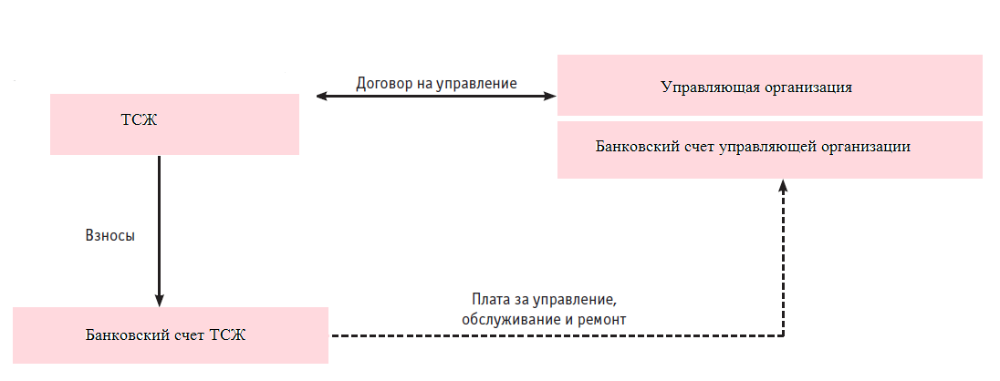 Договор на управление
Управляющая организация
ТСЖ
Банковский счет управляющей организации
Взносы
Плата за управление,
обслуживание и ремонт
Банковский счет ТСЖ